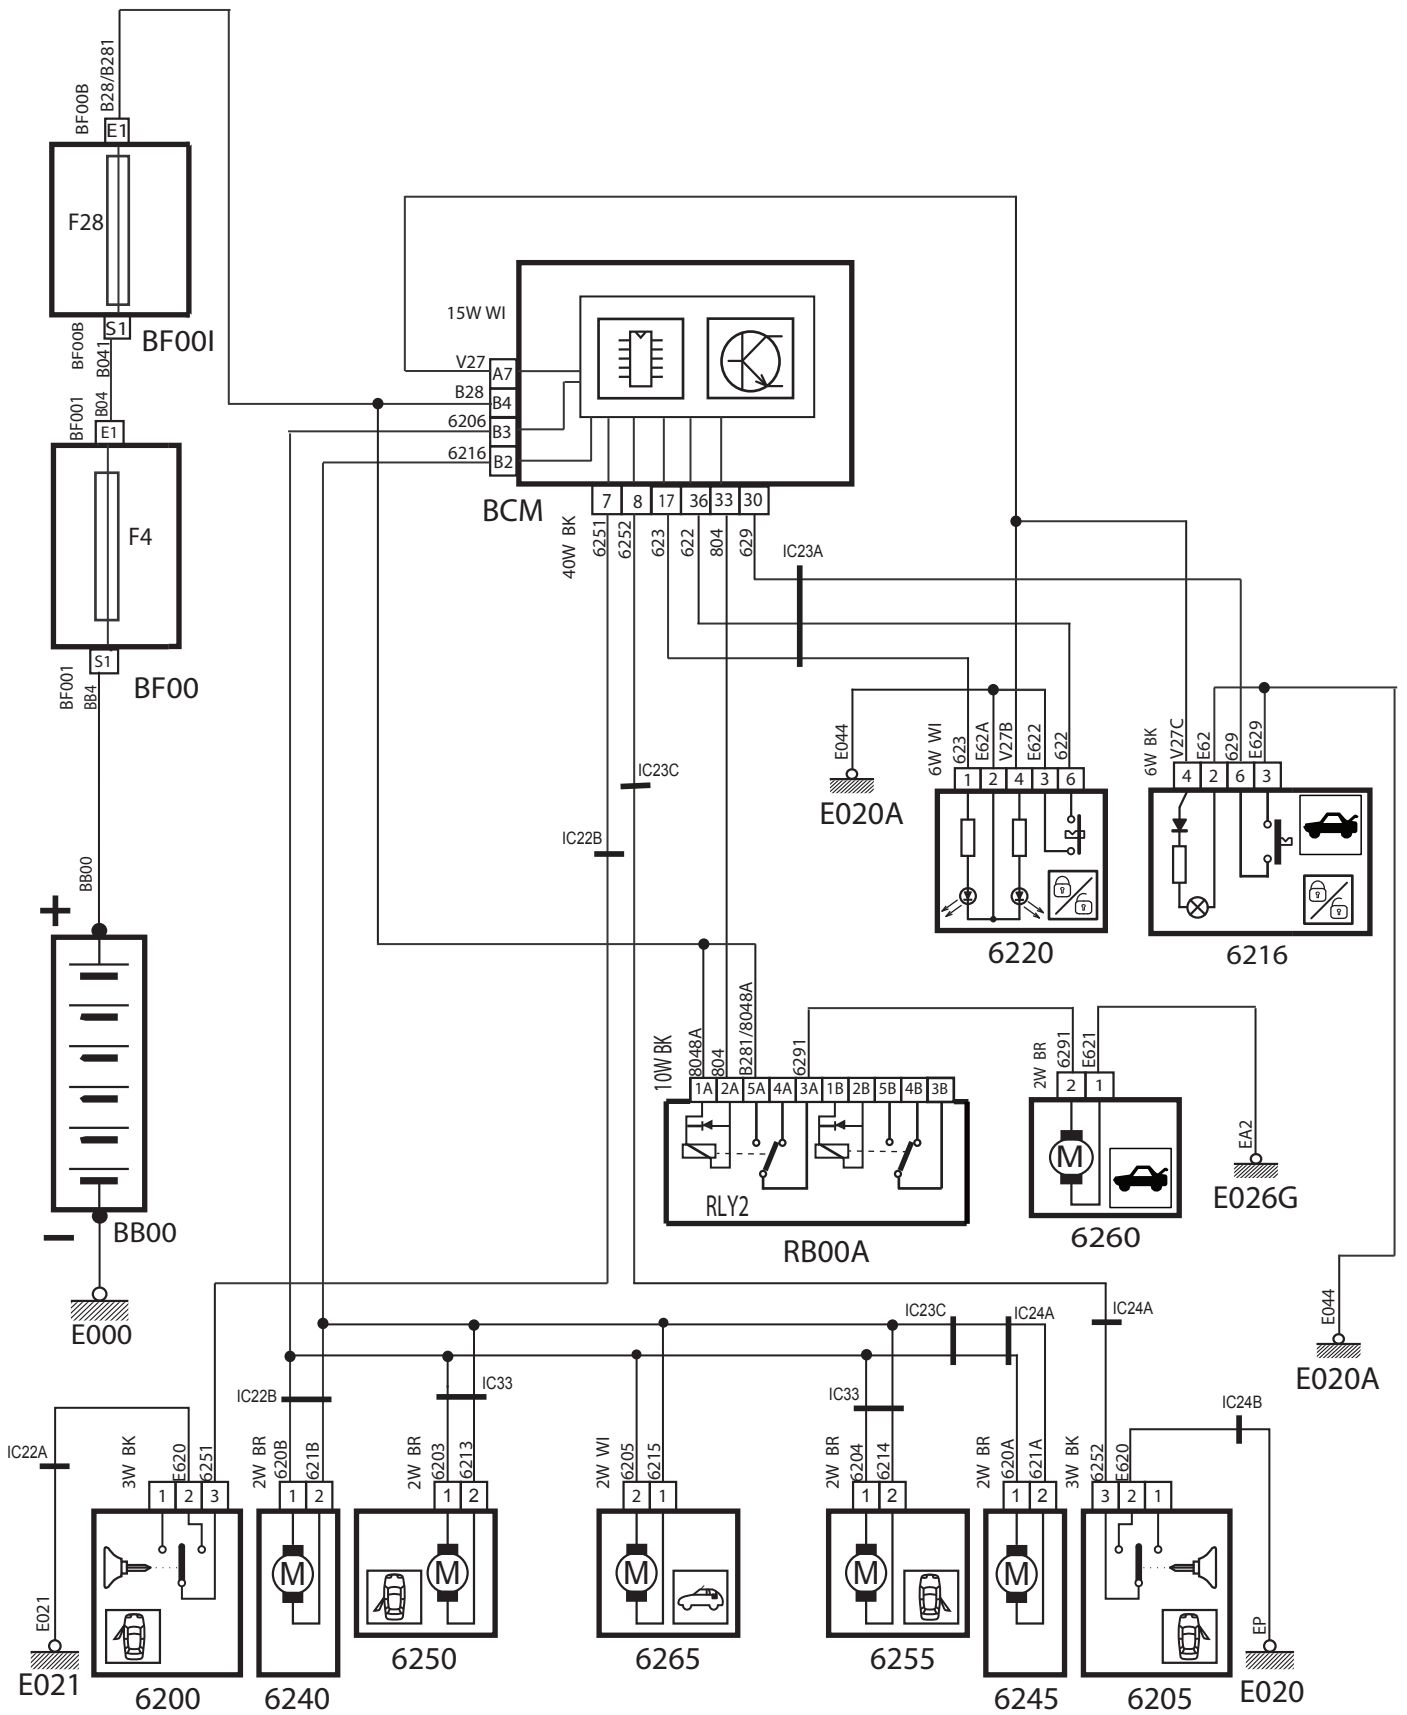 BF00B
B28/B281
E1
F28
S1
BF00I
BF00B
B041
BF001
B04
E1
F4
S1
BF00
BF001
BB4
BB00
+
−
BB00
E000
15W WI
V27
A7
B28
B4
6206
B3
6216
B2
BCM
7
8
17
36
33
30
40W BK
6251
6252
623
622
804
629
IC23A
IC23C
IC22B
E044
E020A
6W WI
623
E62A
V27B
E622
622
1
2
4
3
6
6220
6W BK
V27C
E62
629
E629
4
2
6
3
6216
10W BK
8048A
804
B281/8048A
6291
1A
2A
5A
4A
3A
1B
2B
5B
4B
3B
RLY2
RB00A
2W BR
6291
E621
2
1
M
6260
EA2
E026G
E044
E020A
IC23C
IC24A
IC24A
IC22B
IC33
IC33
IC24B
IC22A
E021
E021
3W BK
E620
6251
1
2
3
6200
2W BR
620B
621B
1
2
M
6240
2W BR
6203
6213
1
2
M
6250
2W WI
6205
6215
2
1
M
6265
2W BR
6204
6214
1
2
M
6255
2W BR
620A
621A
1
2
M
6245
3W BK
6252
E620
3
2
1
6205
EP
E020